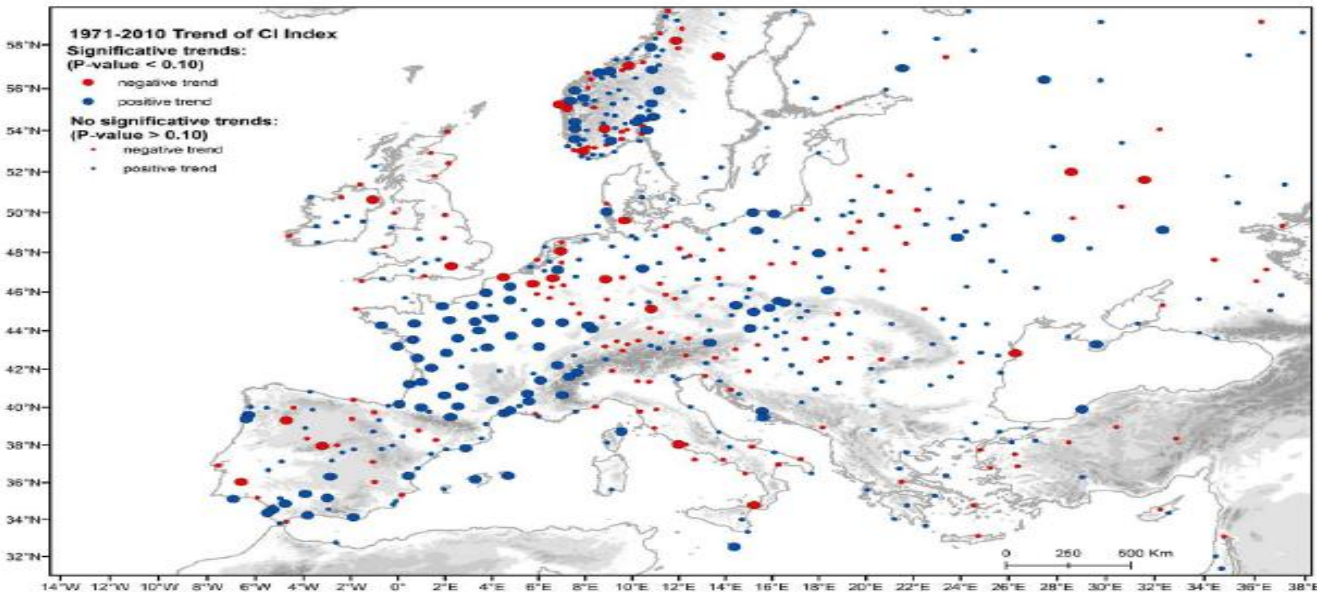 1971-2010 Trend of CI Index
Significative trends:
(P-value < 0.10)
negative trend
positive trend
No significative trends:
(P-value > 0.10)
negative trend
positive trend
58°N
56°N
54°N
52°N
50°N
48°N
46°N
44°N
42°N
40°N
38°N
36°N
34°N
32°N
0 250 500 Km
14°W 12°W 10°W 8°W 6°W 4°W 2°W 0° 2°E 4°E 6°E 8°E 10°E 12°E 14°E 16°E 18°E 20°E 22°E 24°E 26°E 28°E 30°E 32°E 34°E 36°E 38°E